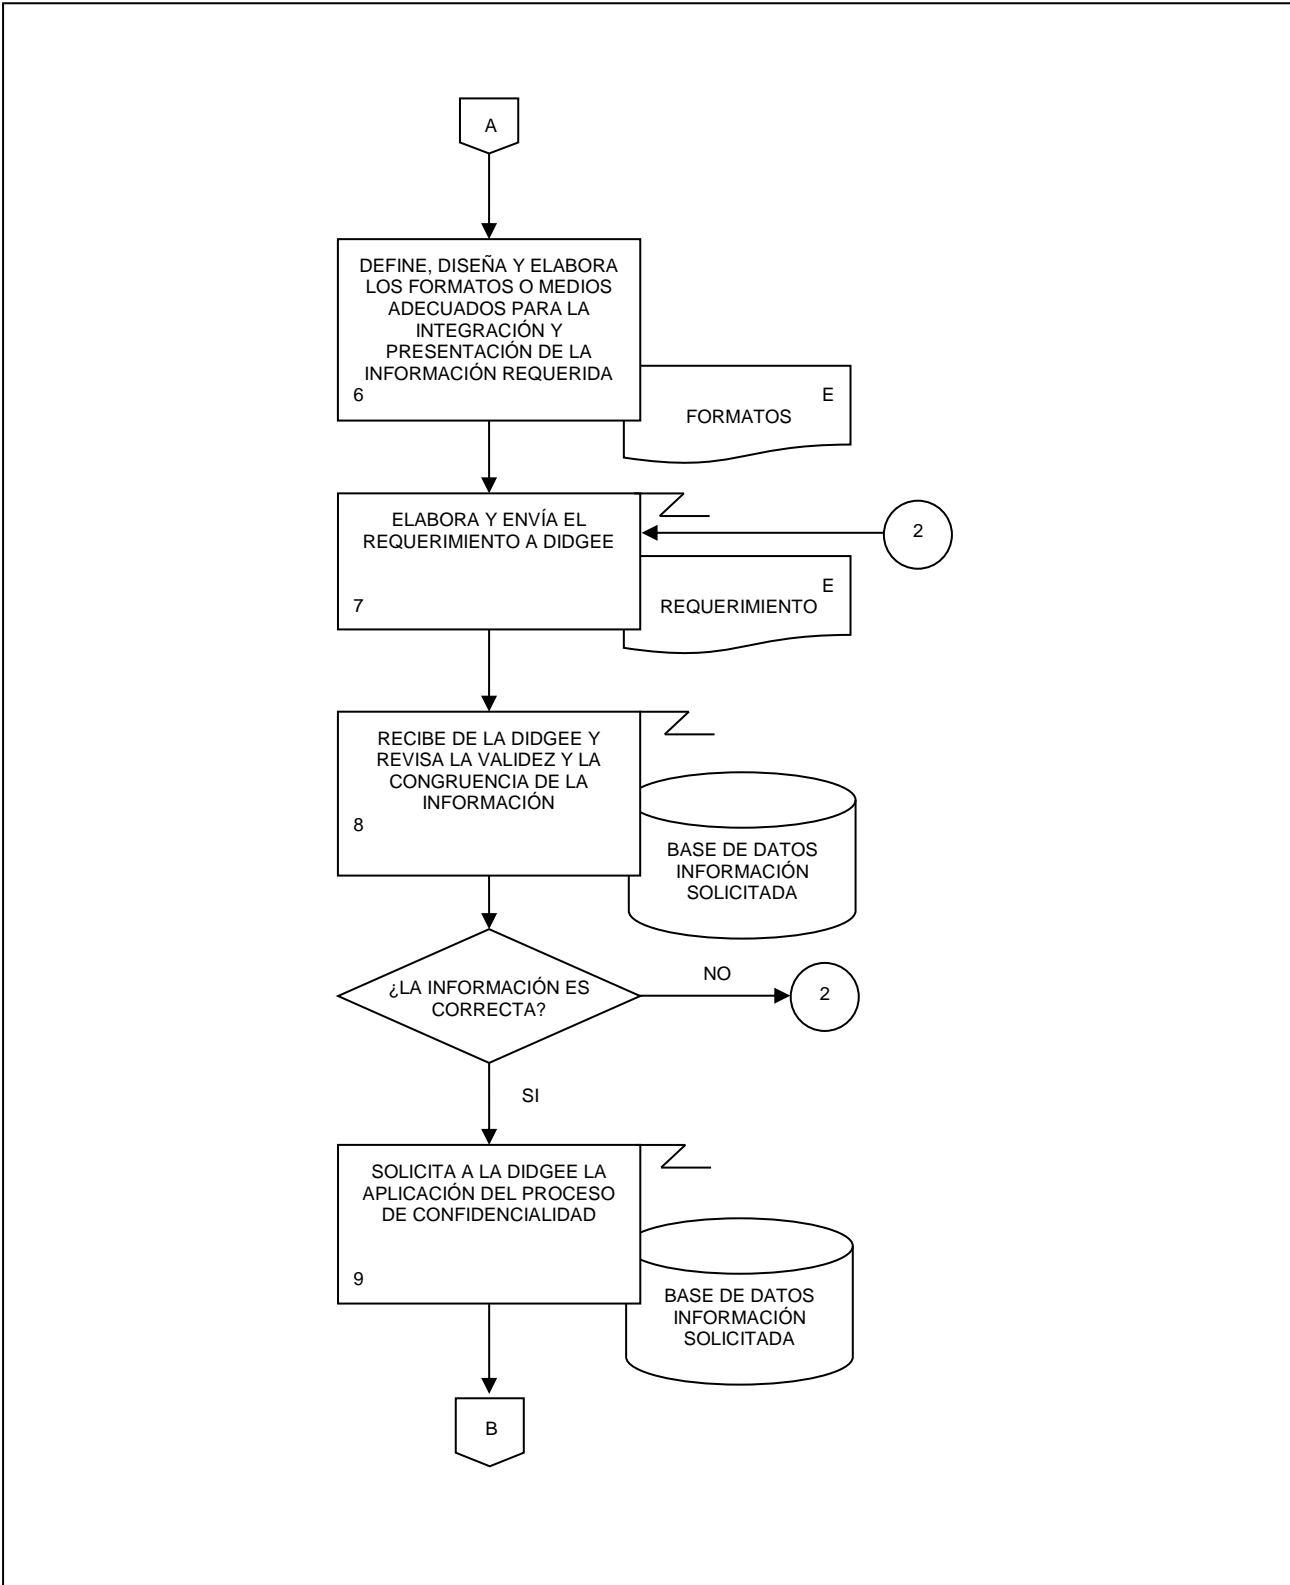 A
DEFINE, DISEÑA Y ELABORA
LOS FORMATOS O MEDIOS
ADECUADOS PARA LA
INTEGRACIÓN Y
PRESENTACIÓN DE LA
INFORMACIÓN REQUERIDA
6
E
FORMATOS
ELABORA Y ENVÍA EL
REQUERIMIENTO A DIDGEE
7
2
E
REQUERIMIENTO
RECIBE DE LA DIDGEE Y
REVISA LA VALIDEZ Y LA
CONGRUENCIA DE LA
INFORMACIÓN
8
BASE DE DATOS
INFORMACIÓN
SOLICITADA
¿LA INFORMACIÓN ES
CORRECTA?
NO
2
SI
SOLICITA A LA DIDGEE LA
APLICACIÓN DEL PROCESO
DE CONFIDENCIALIDAD
9
BASE DE DATOS
INFORMACIÓN
SOLICITADA
B